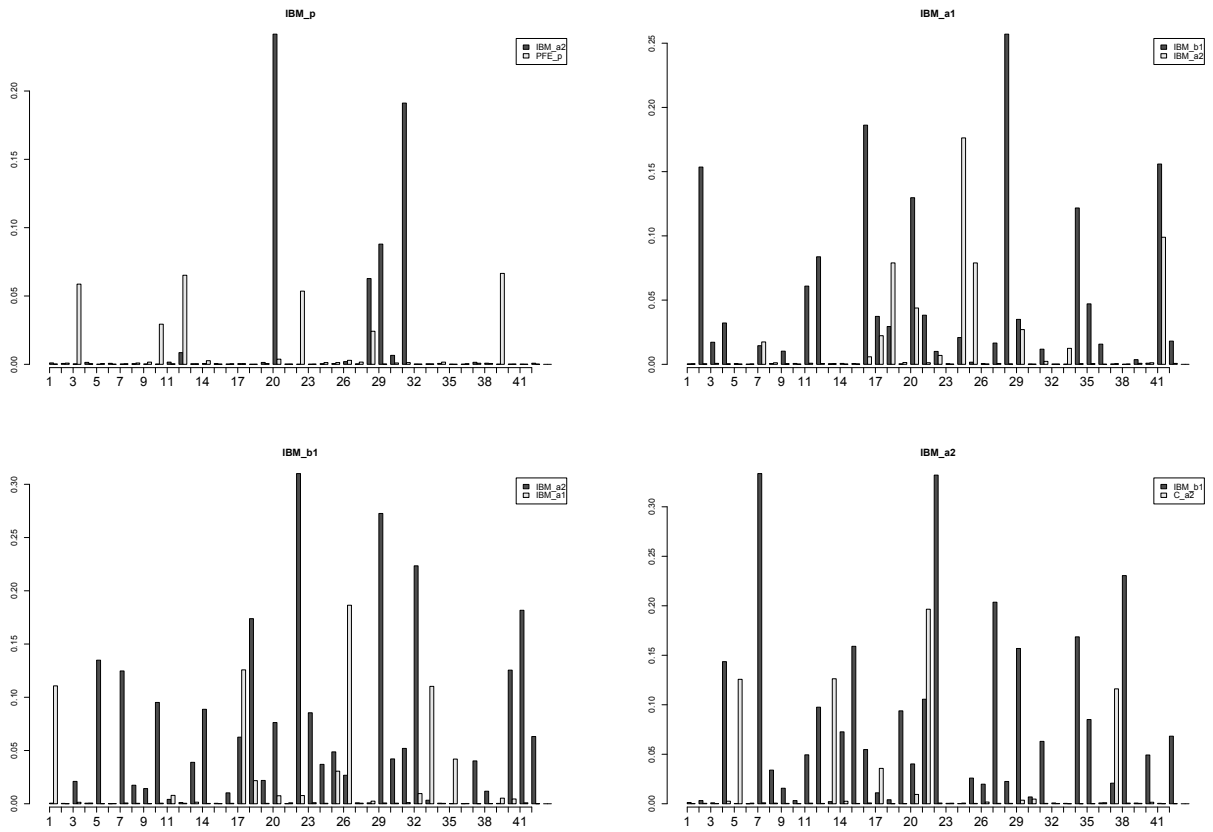 IBM_p
IBM_a2
PFE_p
0.00 0.05 0.10 0.15 0.20
1 3 5 7 9 11 14 17 20 23 26 29 32 35 38 41
IBM_a1
IBM_b1
IBM_a2
0.00 0.05 0.10 0.15 0.20 0.25
1 3 5 7 9 11 14 17 20 23 26 29 32 35 38 41
IBM_b1
IBM_a2
IBM_a1
0.00 0.05 0.10 0.15 0.20 0.25 0.30
1 3 5 7 9 11 14 17 20 23 26 29 32 35 38 41
IBM_a2
IBM_b1
C_a2
0.00 0.05 0.10 0.15 0.20 0.25 0.30
1 3 5 7 9 11 14 17 20 23 26 29 32 35 38 41